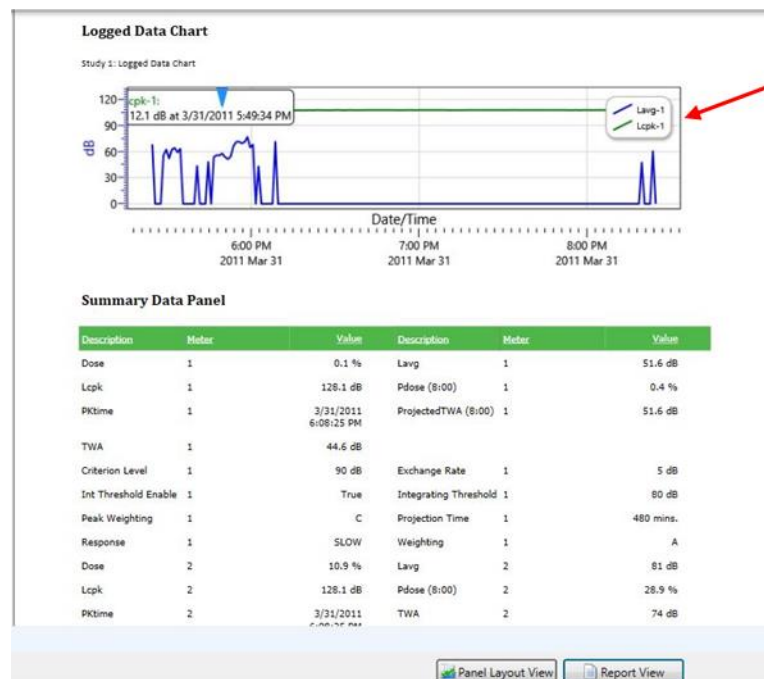 Logged Data Chart
Study 1: Logged Data Chart
120
cpk-1:
12.1 dB at 3/31/2011 5:49:34 PM
90
60
30
0
dB
Lavg-1
Lcpk-1
Date/Time
6:00 PM 7:00 PM 8:00 PM
2011 Mar 31 2011 Mar 31 2011 Mar 31
Summary Data Panel
Description Meter Value Description Meter Value
Dose 1 0.1 % Lavg 1 51.6 dB
Lcpk 1 128.1 dB Pdose (8:00) 1 0.4 %
PKtime 1 3/31/2011 ProjectedTWA (8:00) 1 51.6 dB
6:08:25 PM
TWA 1 44.6 dB
Criterion Level 1 90 dB Exchange Rate 1 5 dB
Int Threshold Enable 1 True Integrating Threshold 1 80 dB
Peak Weighting 1 C Projection Time 1 480 mins.
Response 1 SLOW Weighting 1 A
Dose 2 10.9 % Lavg 2 81 dB
Lcpk 2 128.1 dB Pdose (8:00) 2 28.9 %
PKtime 2 3/31/2011 TWA 2 74 dB
Panel Layout View Report View